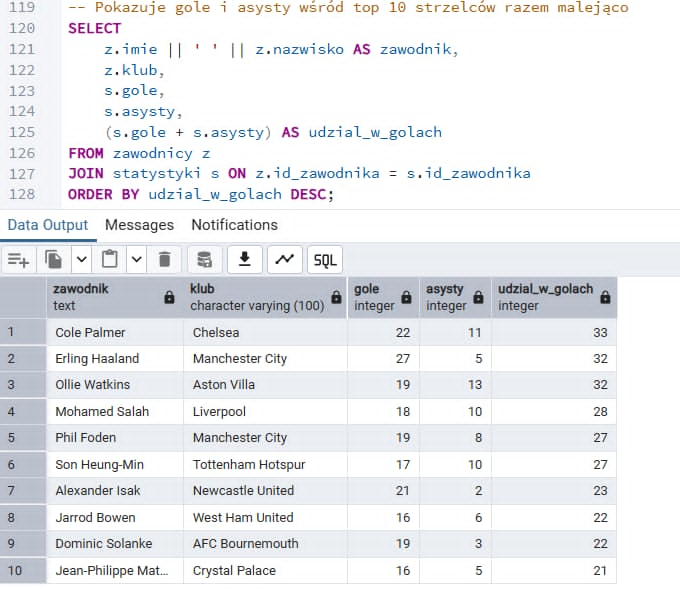 119 -- Pokazuje gole i asysty wśród top 10 strzelców razem malejąco
120 SELECT
121 z.imie || ' ' || z.nazwisko AS zawodnik,
122 z.klub,
123 s.gole,
124 s.asysty,
125 (s.gole + s.asysty) AS udzial_w_golach
126 FROM zawodnicy z
127 JOIN statystyki s ON z.id_zawodnika = s.id_zawodnika
128 ORDER BY udzial_w_golach DESC;
Data Output Messages Notifications
SQL
zawodnik klub gole asysty udzial_w_golach
text character varying (100) integer integer integer
1 Cole Palmer Chelsea 22 11 33
2 Erling Haaland Manchester City 27 5 32
3 Ollie Watkins Aston Villa 19 13 32
4 Mohamed Salah Liverpool 18 10 28
5 Phil Foden Manchester City 19 8 27
6 Son Heung-Min Tottenham Hotspur 17 10 27
7 Alexander Isak Newcastle United 21 2 23
8 Jarrod Bowen West Ham United 16 6 22
9 Dominic Solanke AFC Bournemouth 19 3 22
10 Jean-Philippe Mat... Crystal Palace 16 5 21